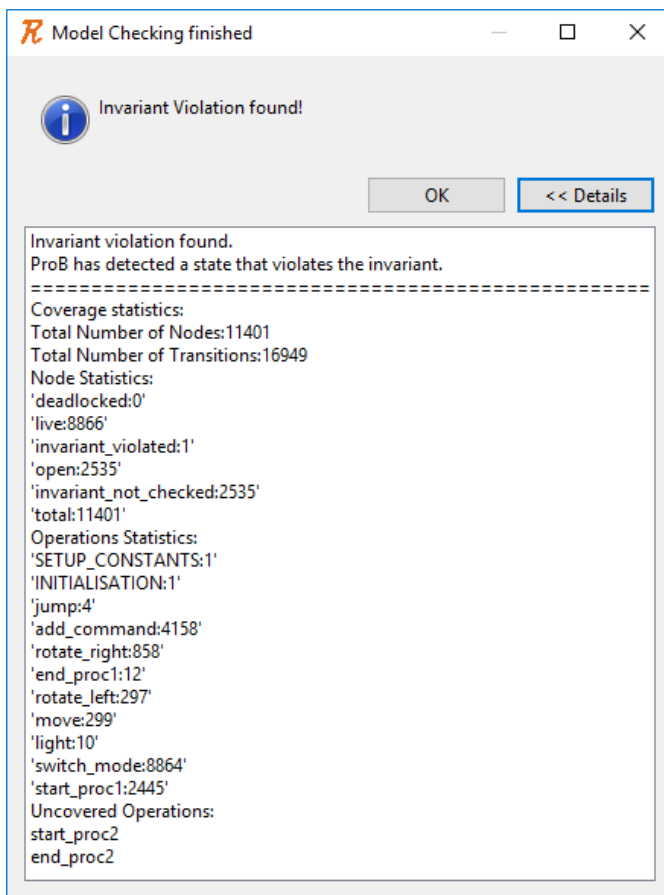 Model Checking finished
Invariant Violation found!
OK
<< Details
Invariant violation found.
ProB has detected a state that violates the invariant.
=====================================================
Coverage statistics:
Total Number of Nodes:11401
Total Number of Transitions:16949
Node Statistics:
'deadlocked:0'
'live:8866'
'invariant_violated:1'
'open:2535'
'invariant_not_checked:2535'
'total:11401'
Operations Statistics:
'SETUP_CONSTANTS:1'
'INITIALISATION:1'
'jump:4'
'add_command:4158'
'rotate_right:858'
'end_proc1:12'
'rotate_left:297'
'move:299'
'light:10'
'switch_mode:8864'
'start_proc1:2445'
Uncovered Operations:
start_proc2
end_proc2